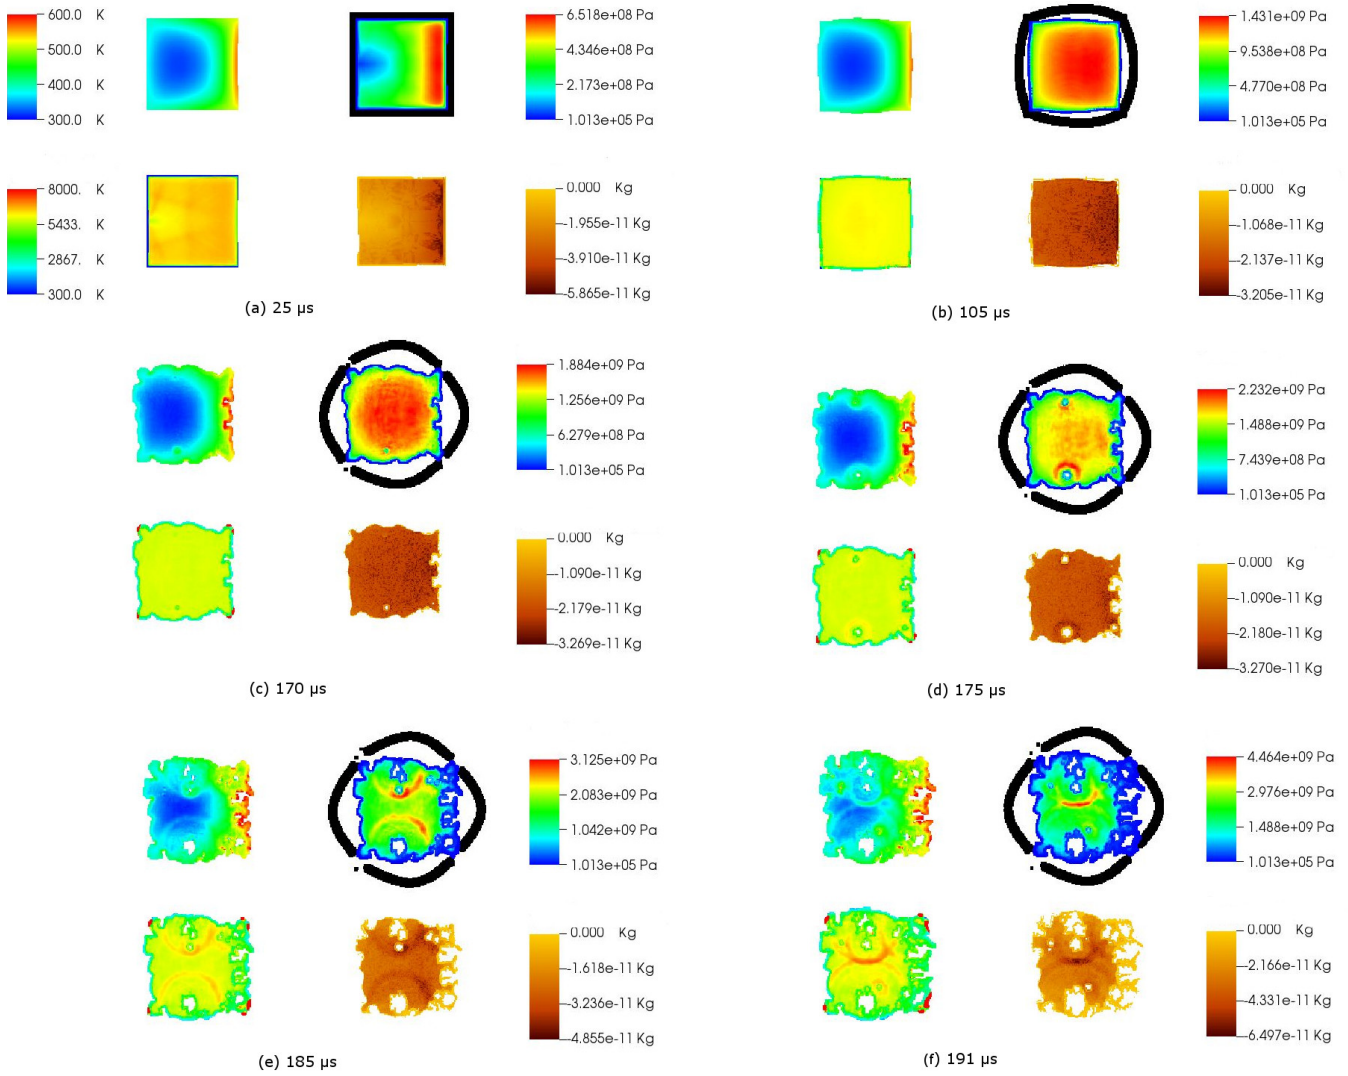 600.0 K
500.0 K
400.0 K
300.0 K
6.518e+08 Pa
4.346e+08 Pa
2.173e+08 Pa
1.013e+05 Pa
8000. K
5433. K
2867. K
300.0 K
0.000 Kg
-1.955e-11 Kg
-3.910e-11 Kg
-5.865e-11 Kg
(a) 25 μs
1.431e+09 Pa
9.538e+08 Pa
4.770e+08 Pa
1.013e+05 Pa
0.000 Kg
-1.068e-11 Kg
-2.137e-11 Kg
-3.205e-11 Kg
(b) 105 μs
1.884e+09 Pa
1.256e+09 Pa
6.279e+08 Pa
1.013e+05 Pa
0.000 Kg
-1.090e-11 Kg
-2.179e-11 Kg
-3.269e-11 Kg
(c) 170 μs
2.232e+09 Pa
1.488e+09 Pa
7.439e+08 Pa
1.013e+05 Pa
0.000 Kg
-1.090e-11 Kg
-2.180e-11 Kg
-3.270e-11 Kg
(d) 175 μs
3.125e+09 Pa
2.083e+09 Pa
1.042e+09 Pa
1.013e+05 Pa
0.000 Kg
-1.618e-11 Kg
-3.236e-11 Kg
-4.855e-11 Kg
(e) 185 μs
4.464e+09 Pa
2.976e+09 Pa
1.488e+09 Pa
1.013e+05 Pa
0.000 Kg
-2.166e-11 Kg
-4.331e-11 Kg
-6.497e-11 Kg
(f) 191 μs